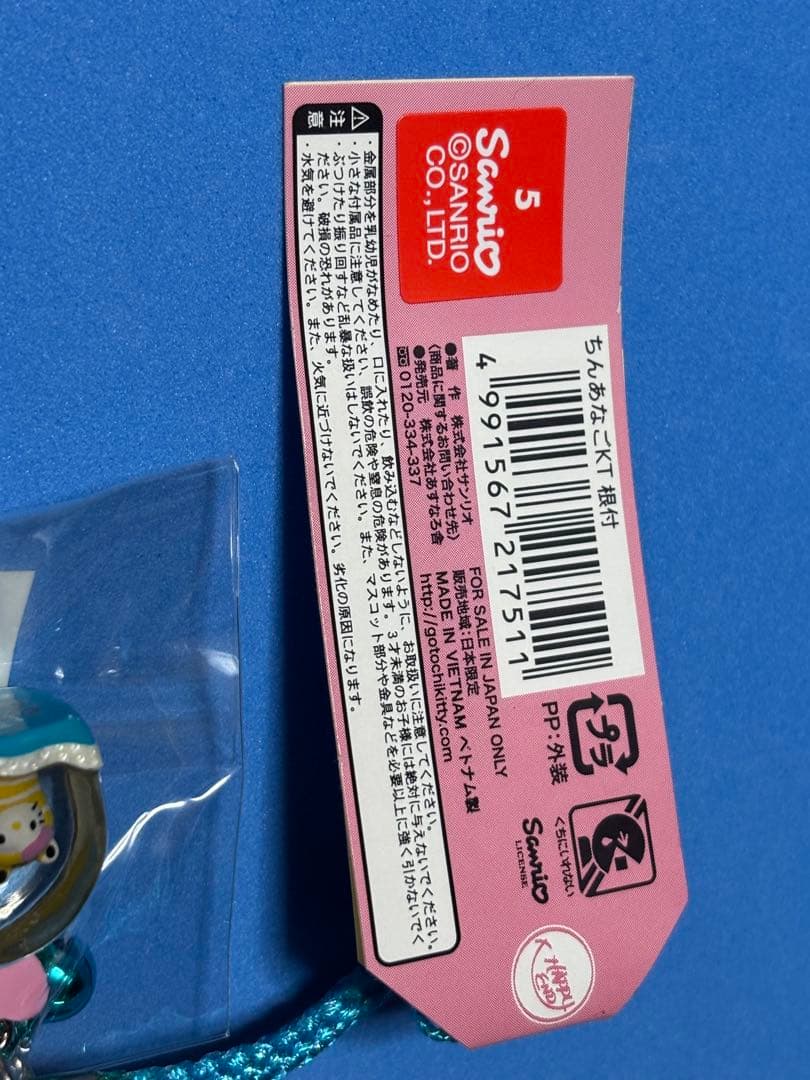 ちんあなごKT 根付
4 991567 217511
プラ
PP：外装
くちにいれない
Sanrio
LICENSE
K HAPPY END
5
Sanrio
©SANRIO
CO.,LTD.
●著 作 株式会社サンリオ
(商品に関するお問い合わせ先)
●発売元 株式会社あすなろ舎
0120-334-337
FOR SALE IN JAPAN ONLY
販売地域：日本限定
MADE IN VIETNAM ベトナム製
http://gotochikitty.com
⚠注意
・金属部分を乳幼児がなめたり、口に入れたり、飲み込むなどしないように、お取扱いに注意してください。
・小さな付属品に注意してください、誤飲の危険や窒息の危険があります。3才未満のお子様には絶対に与えないでください。
・ぶつけたり振り回すなど乱暴な扱いはしないでください。また、マスコット部分や金具などを必要以上に強く引かないでく
ださい。破損の恐れがあります。
・水気を避けてください。また、火気に近づけないでください。劣化の原因になります。